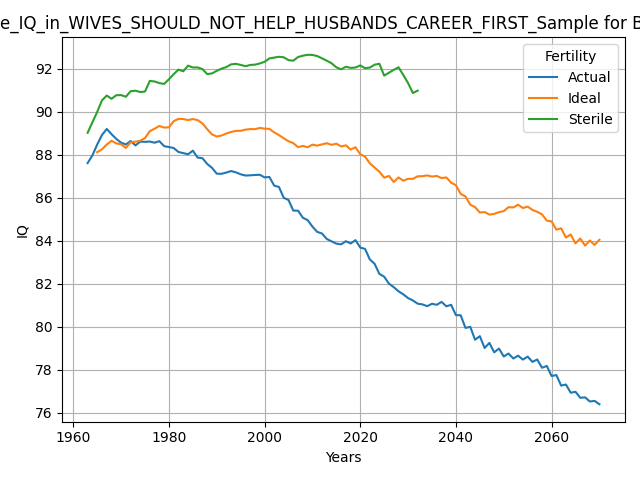 e_IQ_in_WIVES_SHOULD_NOT_HELP_HUSBANDS_CAREER_FIRST_Sample for B
Fertility
Actual
Ideal
Sterile
IQ
92
90
88
86
84
82
80
78
76
1960
1980
2000
2020
2040
2060
Years